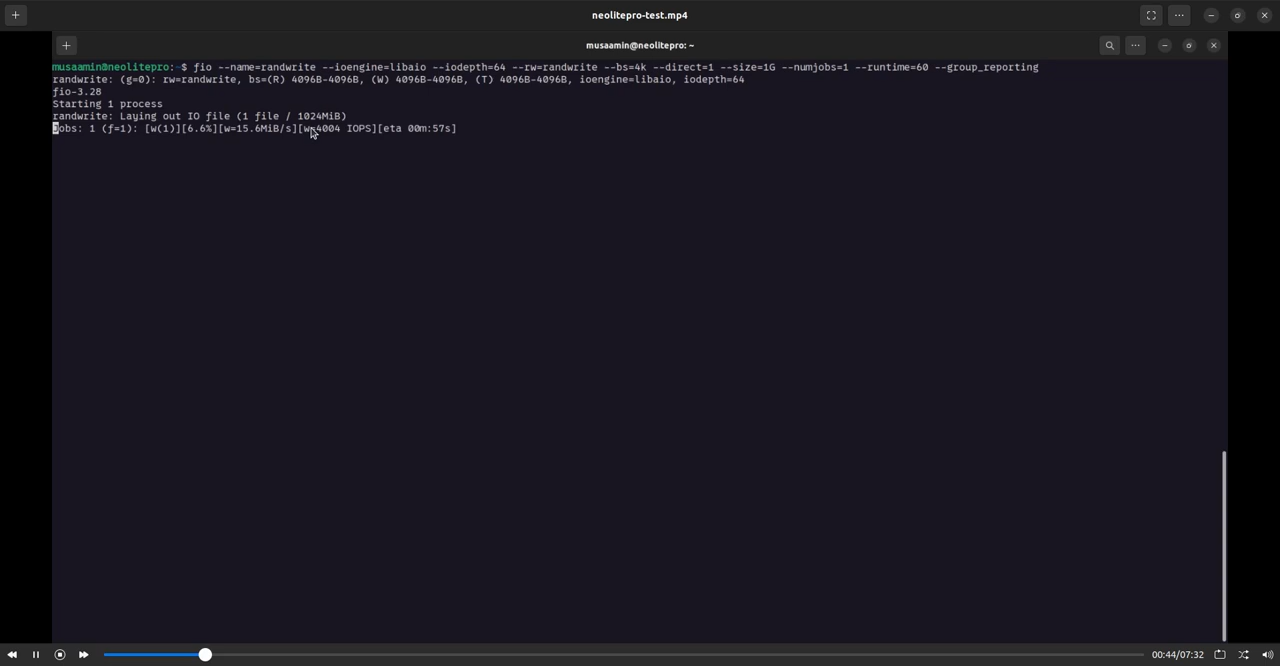 neolitepro-test.mp4
musaamin@neolitepro: ~
musaamin@neolitepro:~$ fio --name=randwrite --ioengine=libaio --iodepth=64 --rw=randwrite --bs=4k --direct=1 --size=1G --numjobs=1 --runtime=60 --group_reporting
randwrite: (g=0): rw=randwrite, bs=(R) 4096B-4096B, (W) 4096B-4096B, (T) 4096B-4096B, ioengine=libaio, iodepth=64
fio-3.28
Starting 1 process
randwrite: Laying out IO file (1 file / 1024MiB)
Jobs: 1 (f=1): [w(1)][6.6%][w=15.6MiB/s][w=4004 IOPS][eta 00m:57s]
00:44/07:32